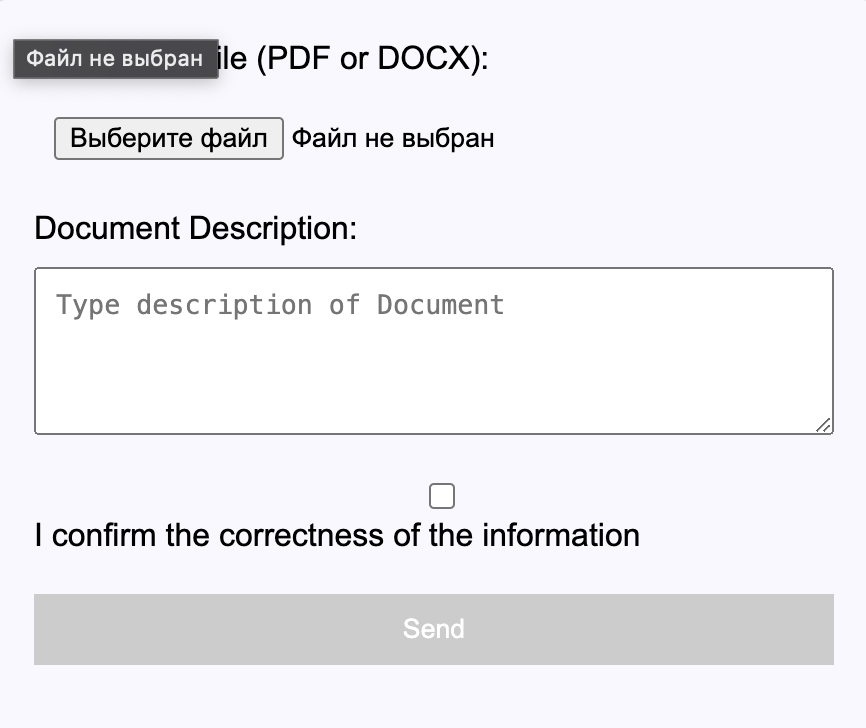 Файл не выбран
ile (PDF or DOCX):
Выберите файл Файл не выбран
Document Description:
Type description of Document
I confirm the correctness of the information
Send